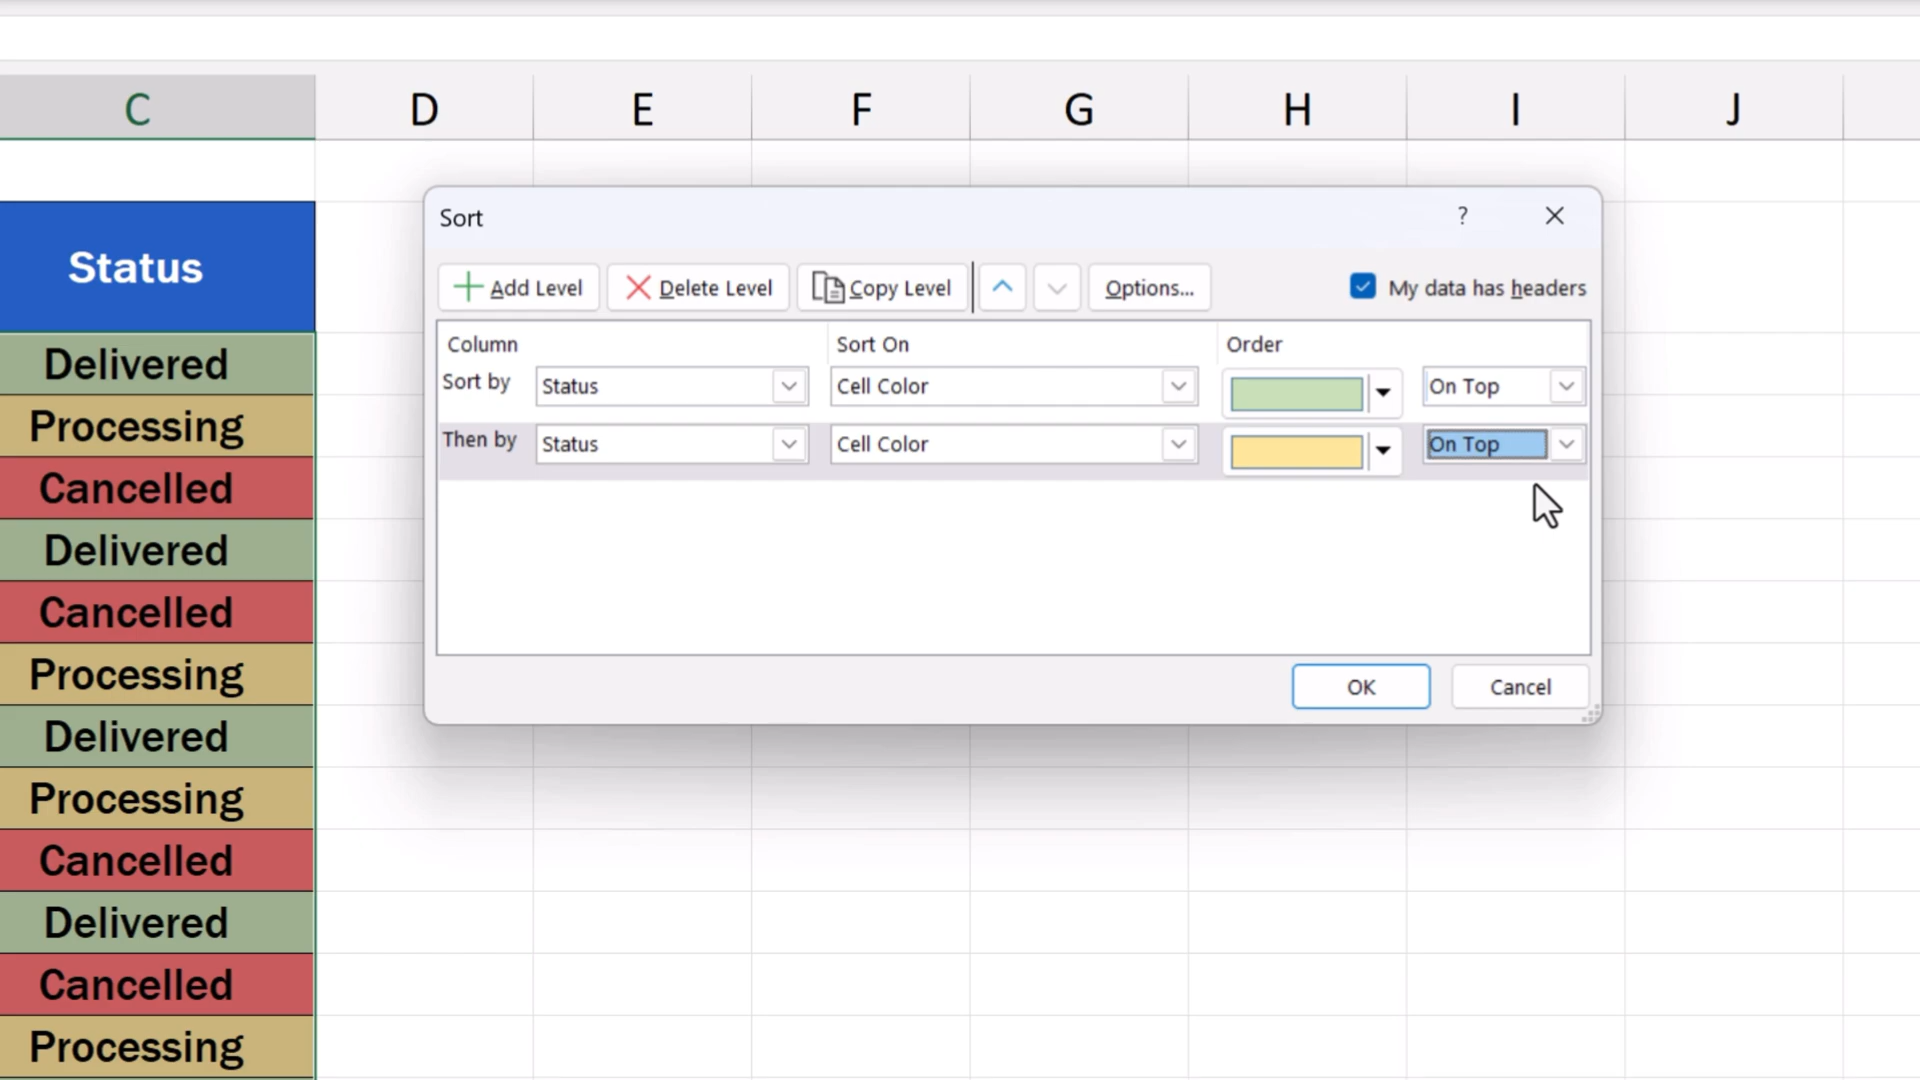 C D E F G H I J
Status
Delivered
Processing
Cancelled
Delivered
Cancelled
Processing
Delivered
Processing
Cancelled
Delivered
Cancelled
Processing
Sort ?
Add Level Delete Level Copy Level Options... My data has headers
Column Sort On Order
Sort by Status Cell Color On Top
Then by Status Cell Color On Top
OK Cancel